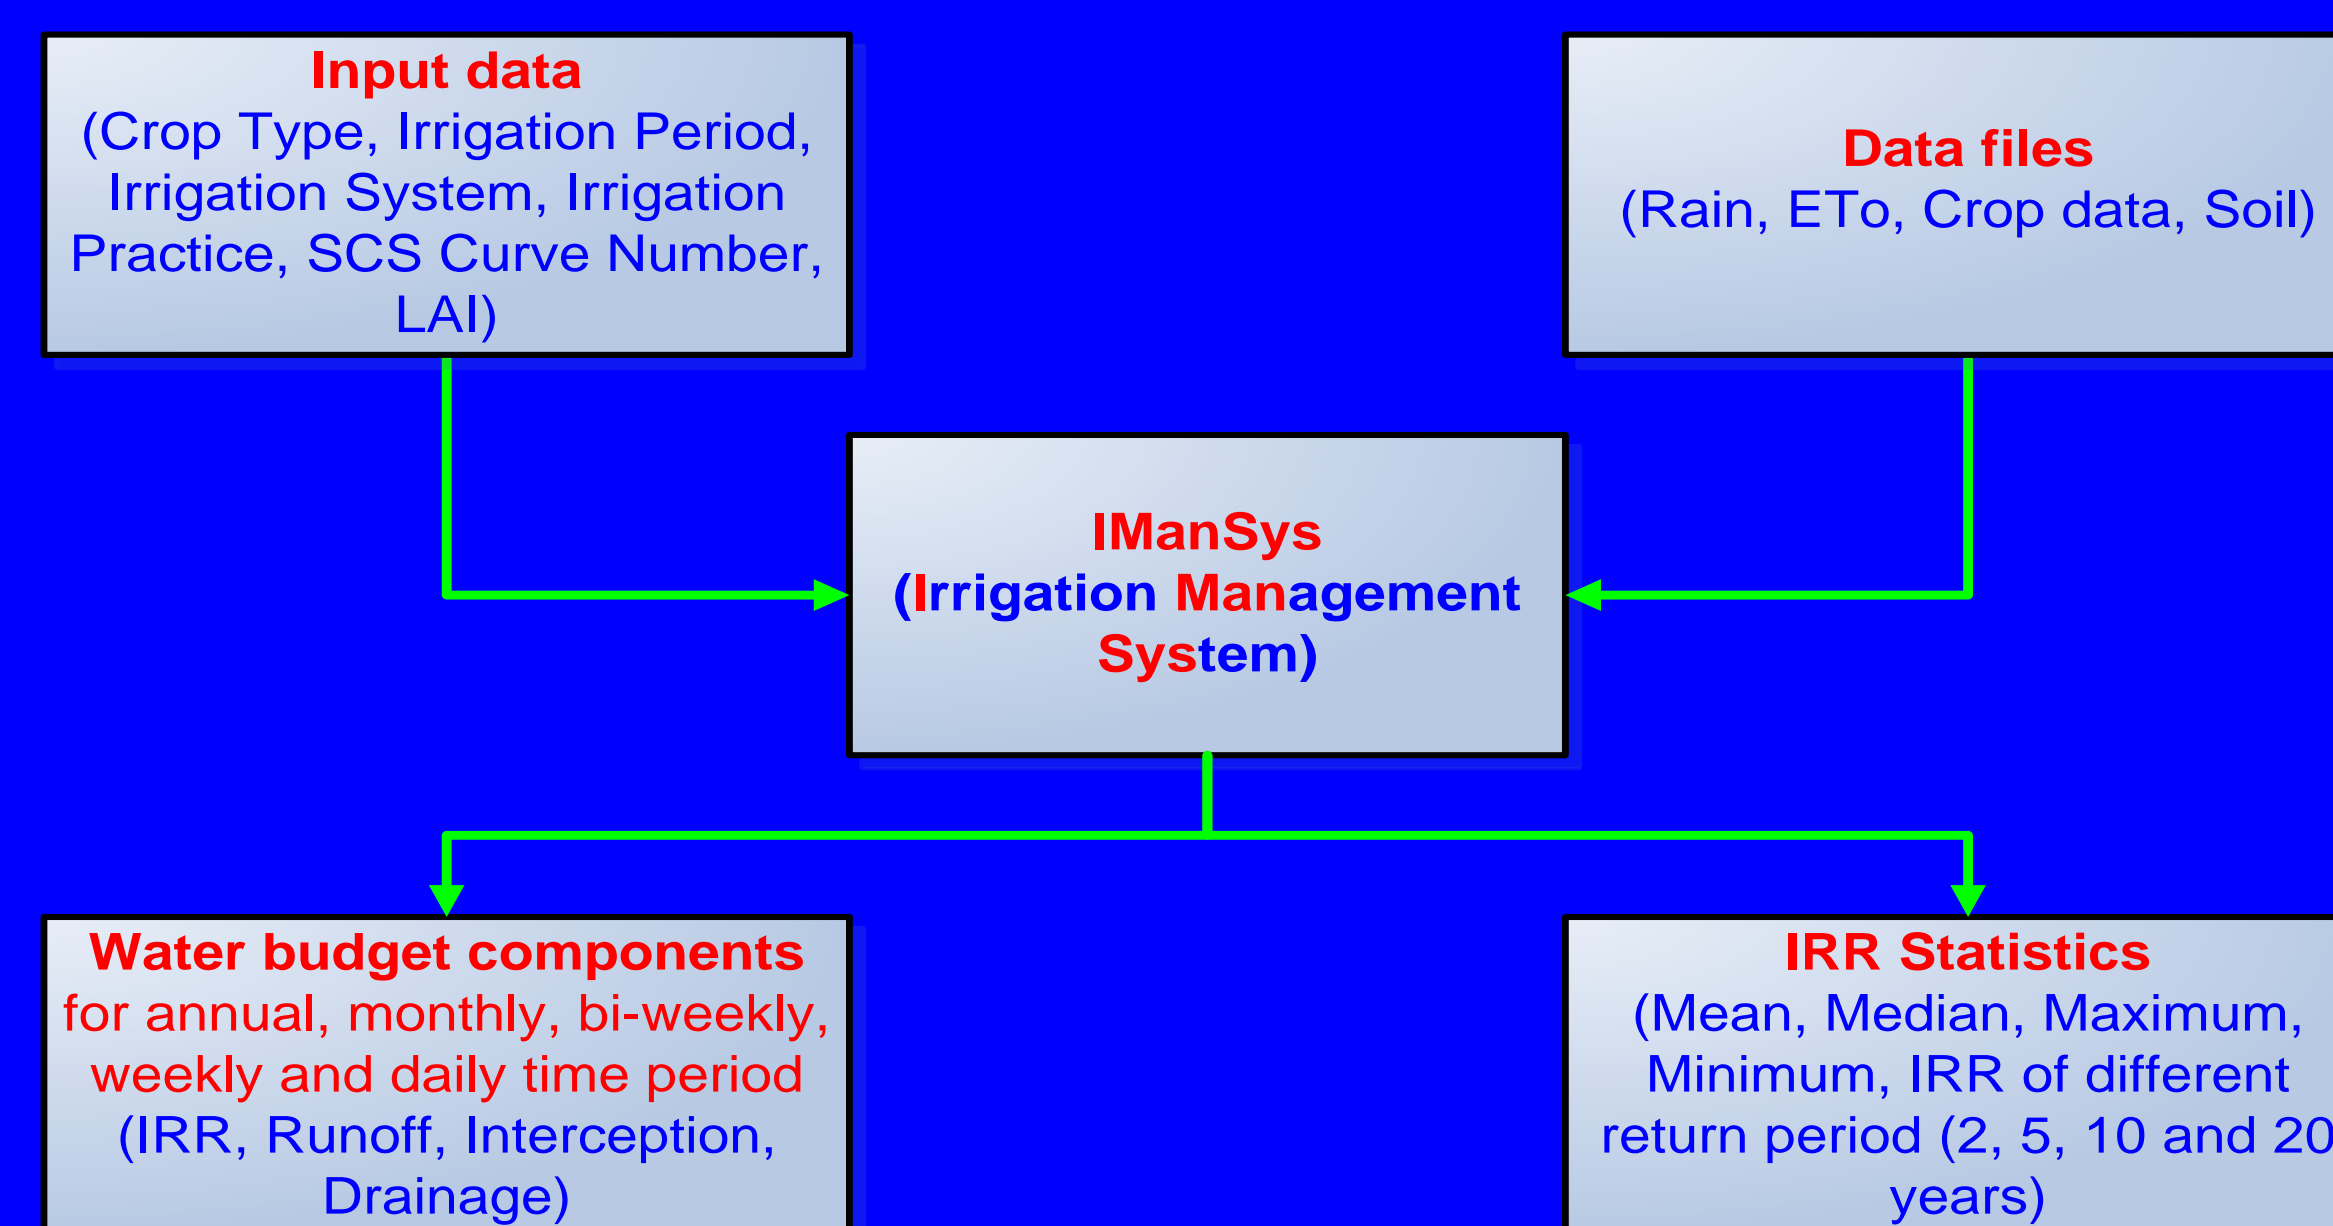 Input data
(Crop Type, Irrigation Period,
Irrigation System, Irrigation
Practice, SCS Curve Number,
LAI)
Data files
(Rain, ETo, Crop data, Soil)
IManSys
(Irrigation Management
System)
Water budget components
for annual, monthly, bi-weekly,
weekly and daily time period
(IRR, Runoff, Interception,
Drainage)
IRR Statistics
(Mean, Median, Maximum,
Minimum, IRR of different
return period (2, 5, 10 and 20
years)